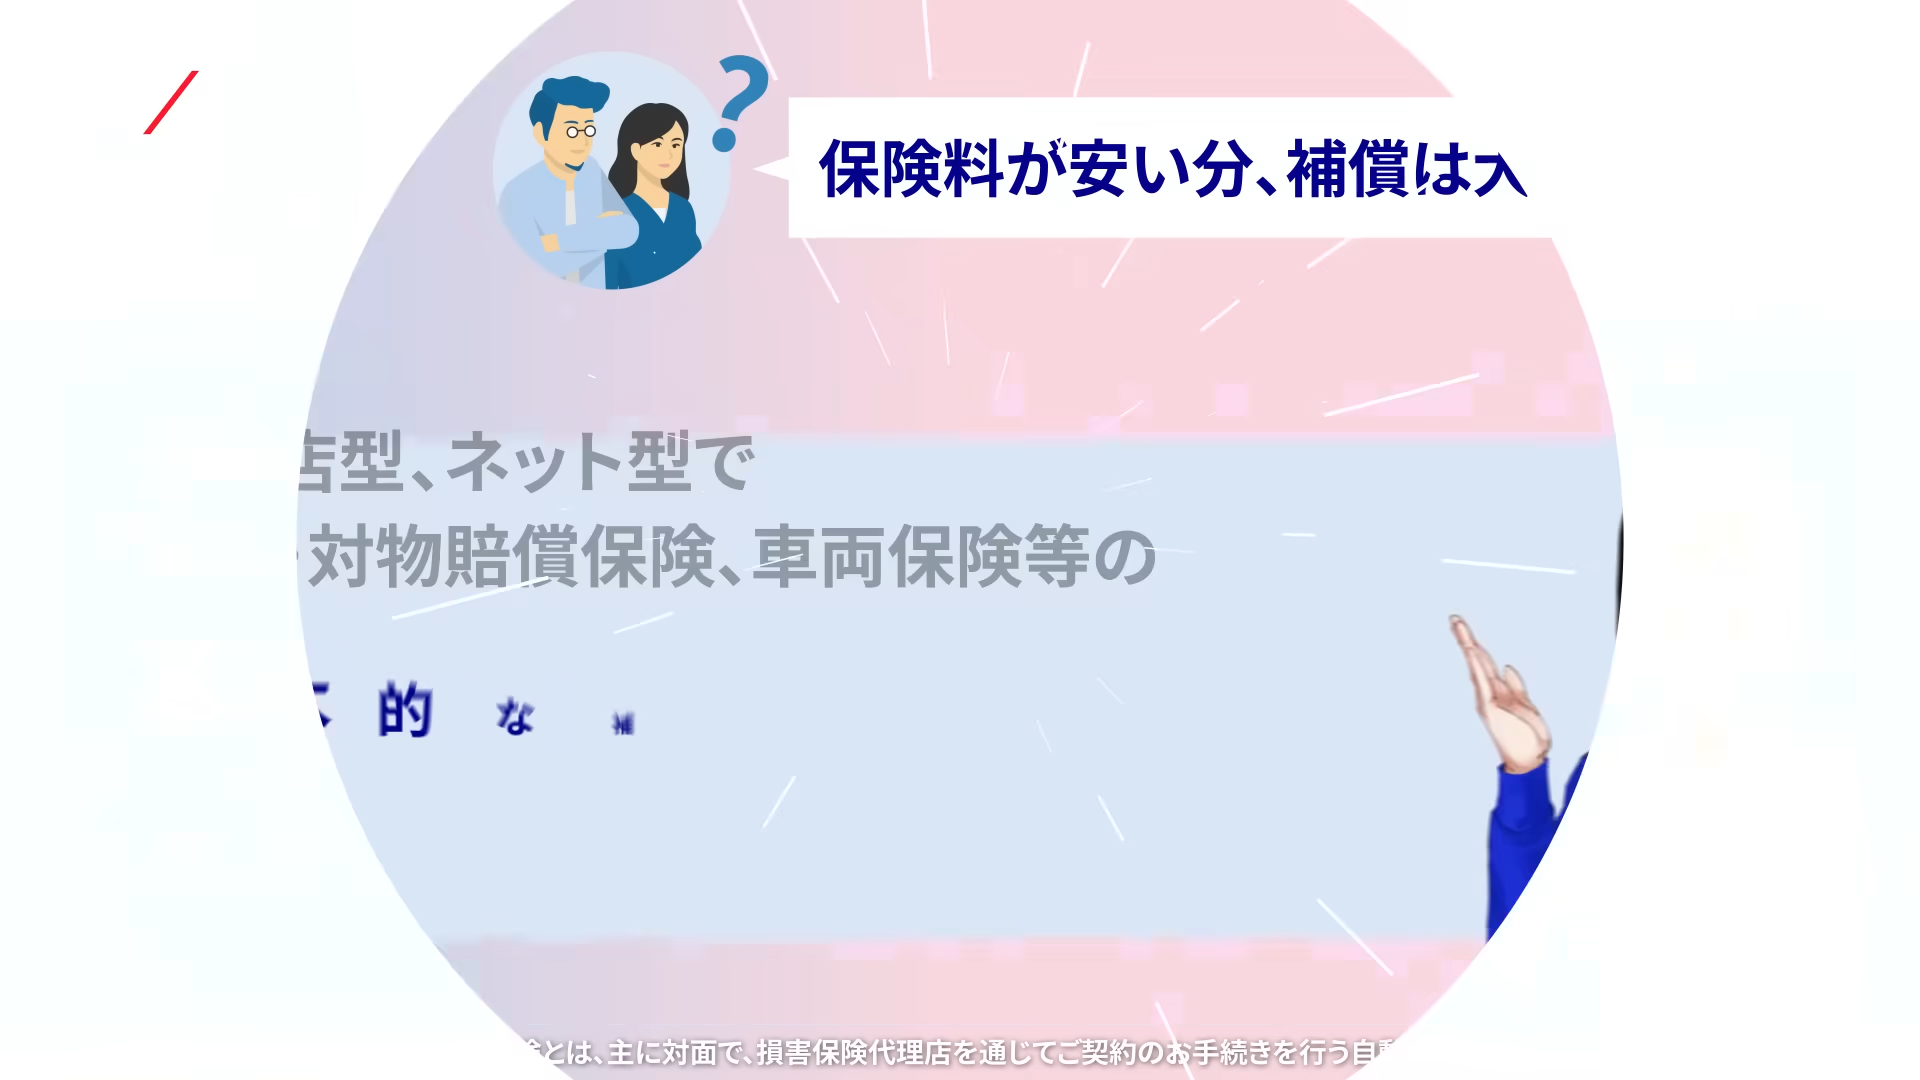 保険料が安い分、補償は
店型、ネット型で
対物賠償保険、車両保険等の
的な補
とは、主に対面で、損害保険代理店を通じてご契約のお手続きを行う自動